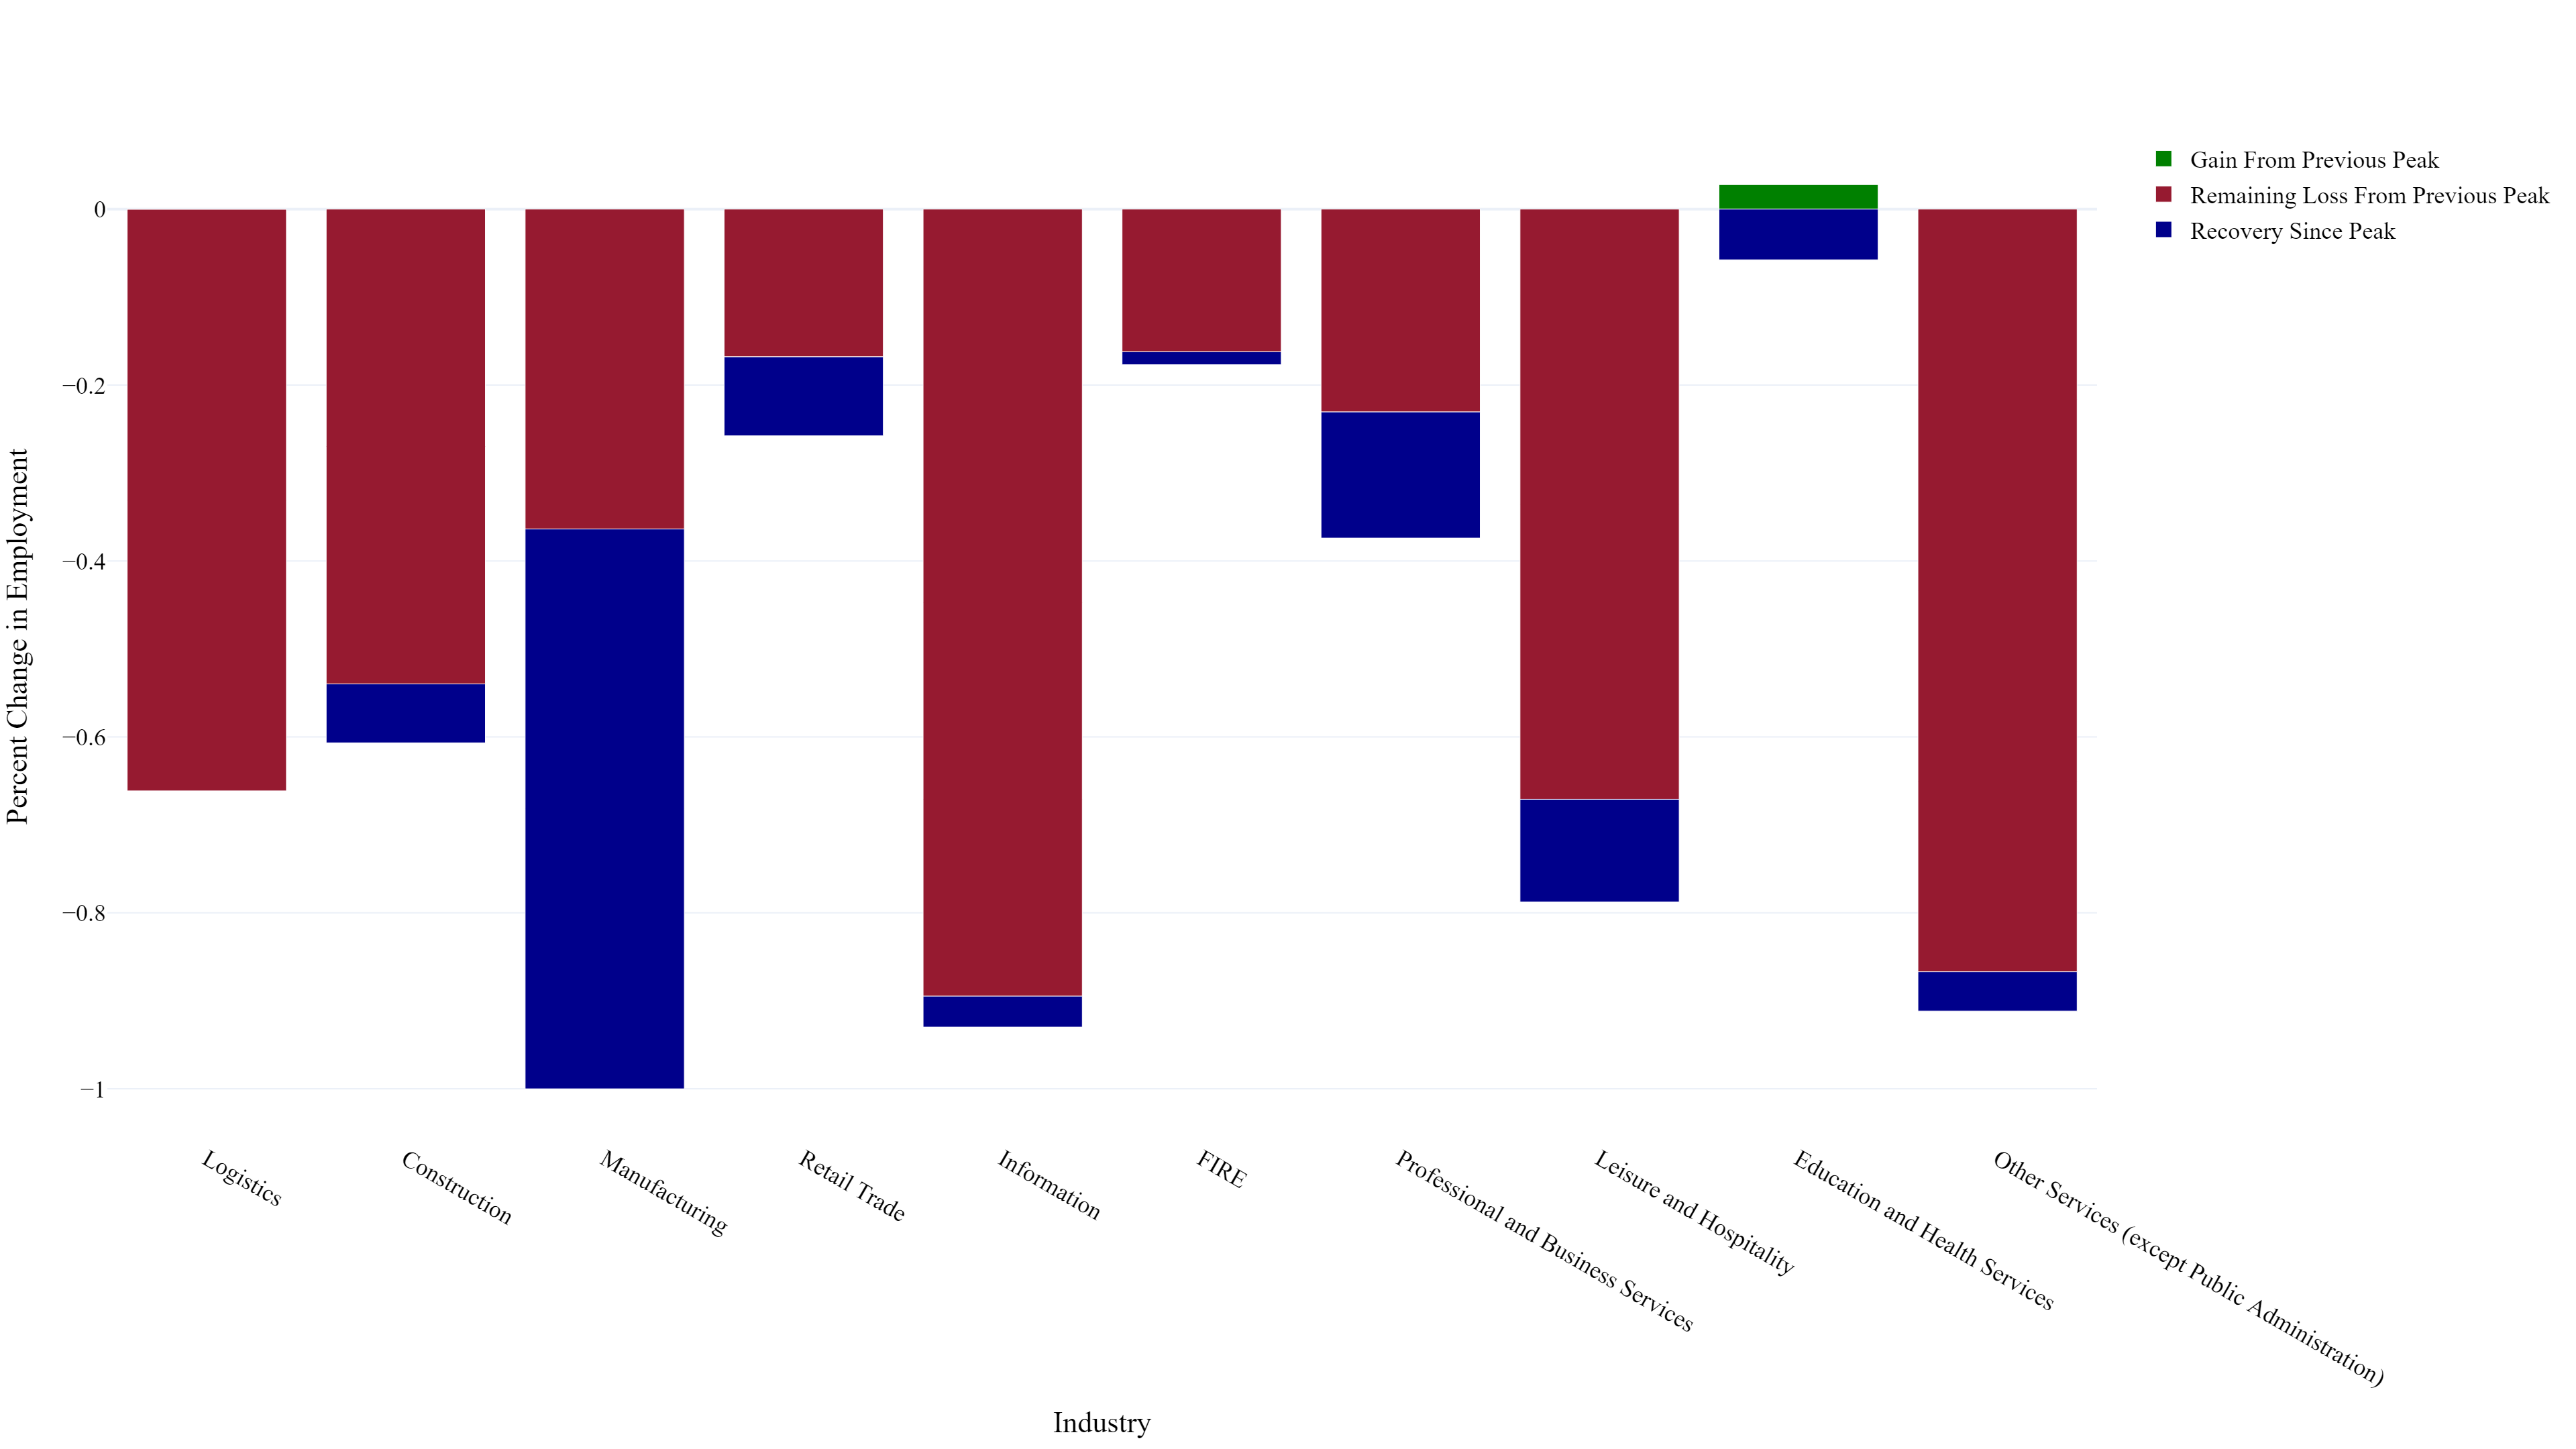 Gain From Previous Peak
Remaining Loss From Previous Peak
Recovery Since Peak
0
−0.2
−0.4
−0.6
−0.8
−1
Percent Change in Employment
Logistics
Construction
Manufacturing
Retail Trade
Information
FIRE
Professional and Business Services
Leisure and Hospitality
Education and Health Services
Other Services (except Public Administration)
Industry